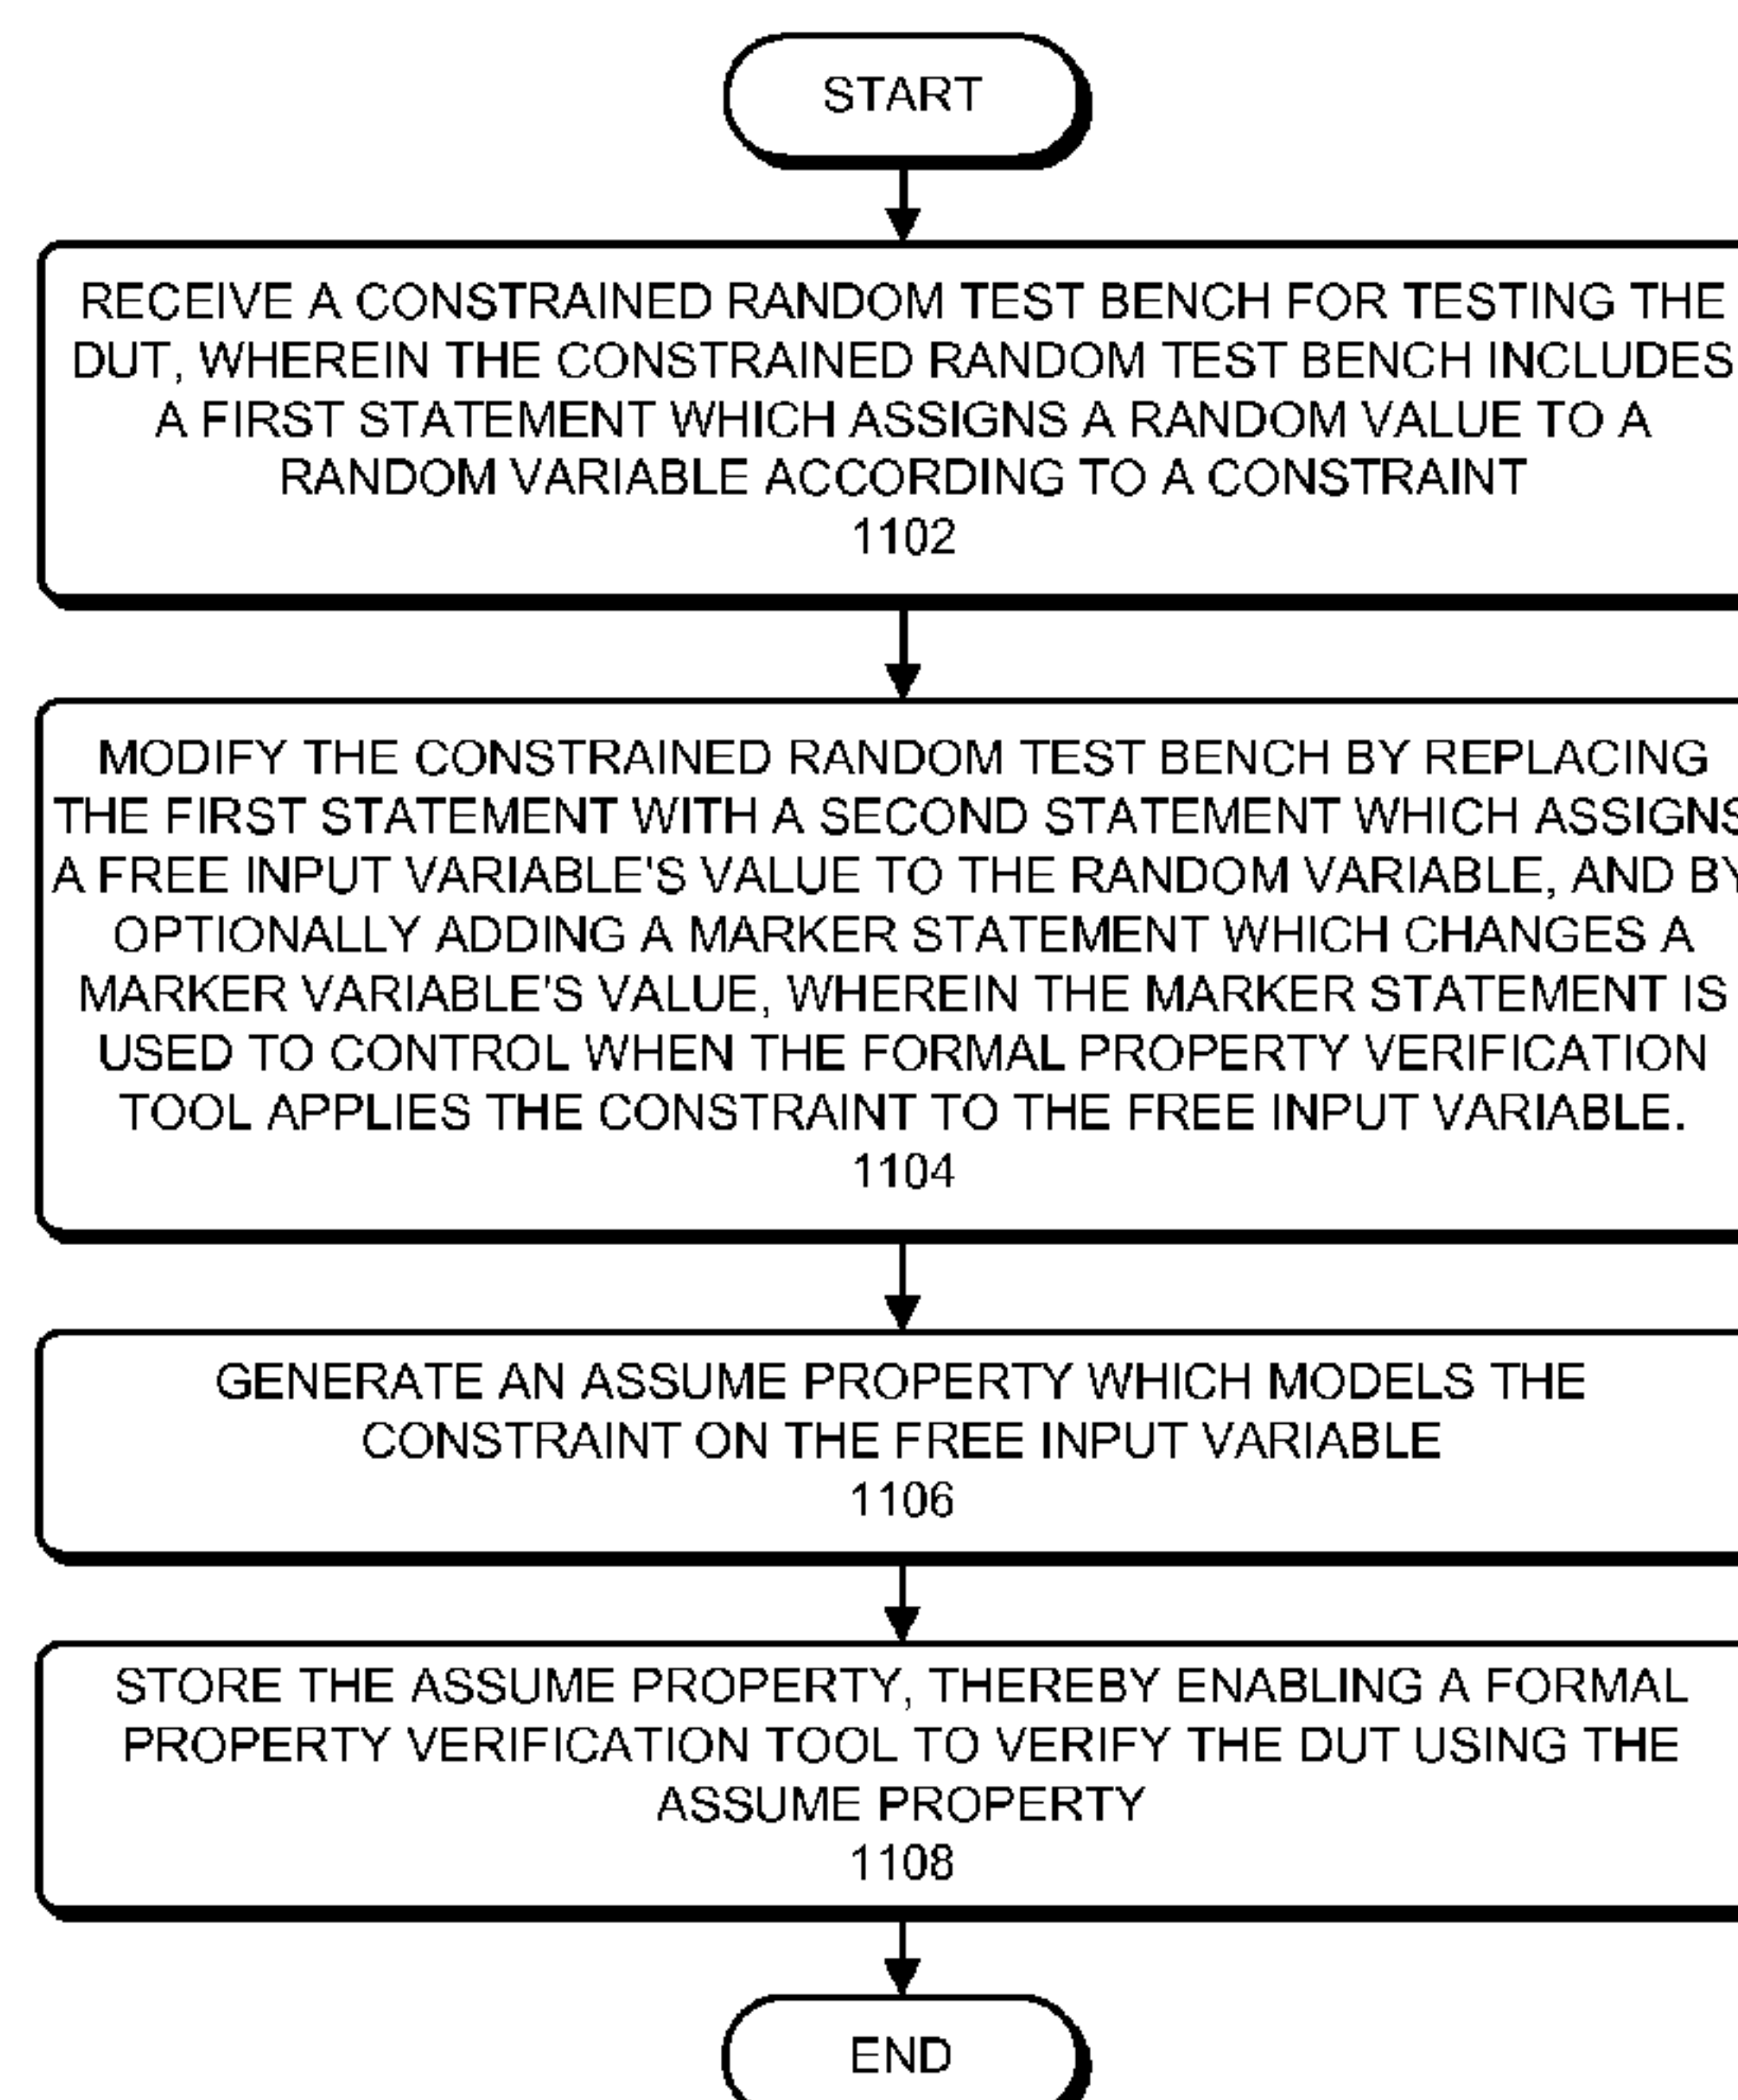 START
RECEIVE A CONSTRAINED RANDOM TEST BENCH FOR TESTING THE
DUT, WHEREIN THE CONSTRAINED RANDOM TEST BENCH INCLUDES
A FIRST STATEMENT WHICH ASSIGNS A RANDOM VALUE TO A
RANDOM VARIABLE ACCORDING TO A CONSTRAINT
1102
MODIFY THE CONSTRAINED RANDOM TEST BENCH BY REPLACING
THE FIRST STATEMENT WITH A SECOND STATEMENT WHICH ASSIGNS
A FREE INPUT VARIABLE'S VALUE TO THE RANDOM VARIABLE, AND BY
OPTIONALLY ADDING A MARKER STATEMENT WHICH CHANGES A
MARKER VARIABLE'S VALUE, WHEREIN THE MARKER STATEMENT IS
USED TO CONTROL WHEN THE FORMAL PROPERTY VERIFICATION
TOOL APPLIES THE CONSTRAINT TO THE FREE INPUT VARIABLE.
1104
GENERATE AN ASSUME PROPERTY WHICH MODELS THE
CONSTRAINT ON THE FREE INPUT VARIABLE
1106
STORE THE ASSUME PROPERTY, THEREBY ENABLING A FORMAL
PROPERTY VERIFICATION TOOL TO VERIFY THE DUT USING THE
ASSUME PROPERTY
1108
END